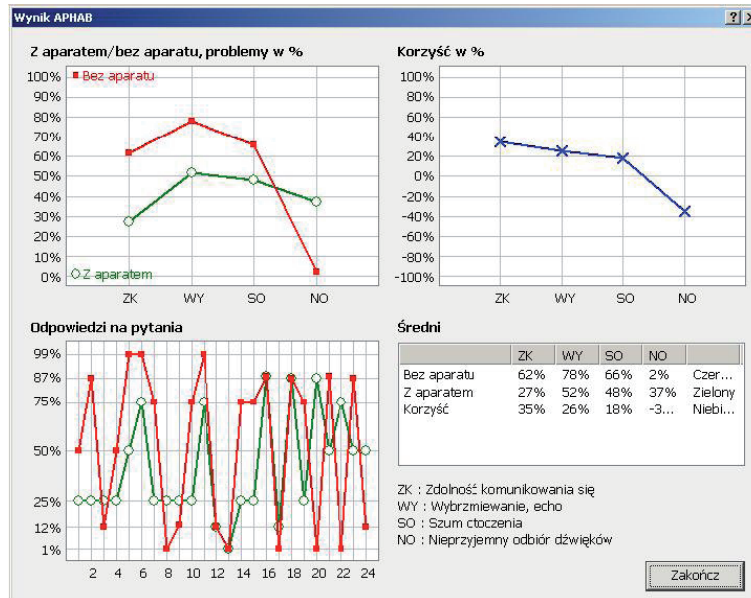 Wynik APHAB
Z aparatem/bez aparatu, problemy w %
100%
90%
80%
70%
60%
50%
40%
30%
20%
10%
0%
Bez aparatu
Z aparatem
ZK WY SO NO
Korzyść w %
100%
80%
60%
40%
20%
0%
-20%
-40%
-60%
-80%
-100%
ZK WY SO NO
Odpowiedzi na pytania
99%
87%
75%
50%
25%
12%
1%
2 4 6 8 10 12 14 16 18 20 22 24
Średni
ZK WY SO NO
Bez aparatu 62% 78% 66% 2% Czer...
Z aparatem 27% 52% 48% 37% Zielony
Korzyść 35% 26% 18% -3... Niebi...
ZK : Zdolność komunikowania się
WY : Wybrzmiewanie, echo
SO : Szum otoczenia
NO : Nieprzyjemny odbiór dźwięków
Zakończ